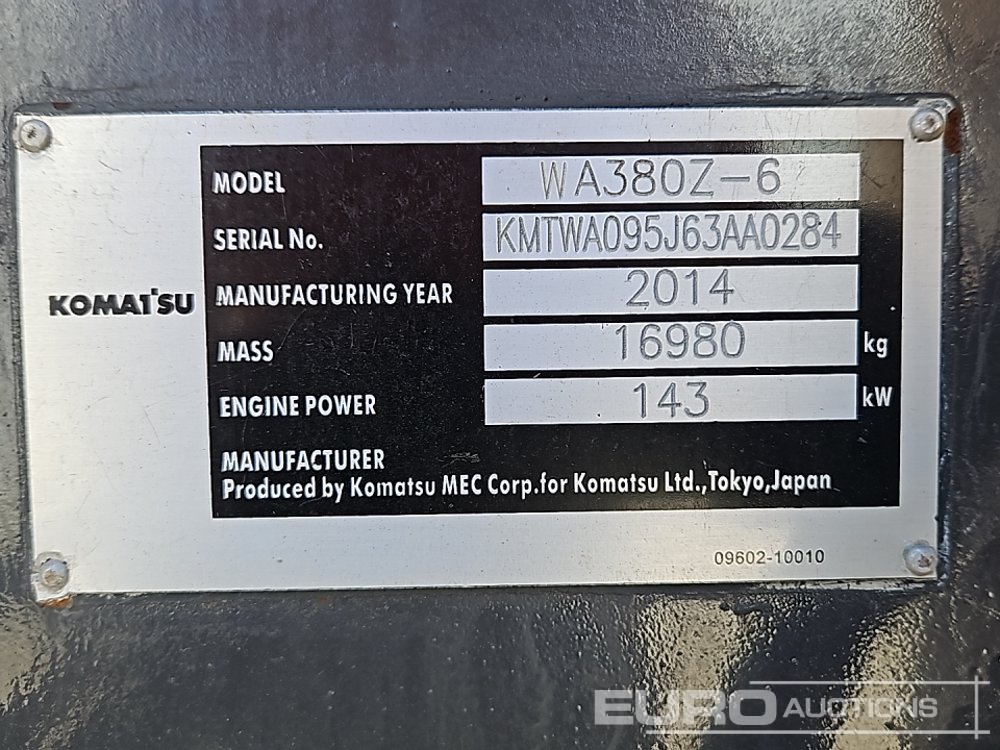 KOMATSU
MODEL WA380Z-6
SERIAL No. KMTWA095J63AA0284
MANUFACTURING YEAR 2014
MASS 16980 kg
ENGINE POWER 143 kW
MANUFACTURER
Produced by Komatsu MEC Corp.for Komatsu Ltd.,Tokyo,Japan
09602-10010
EURO AUCTIONS